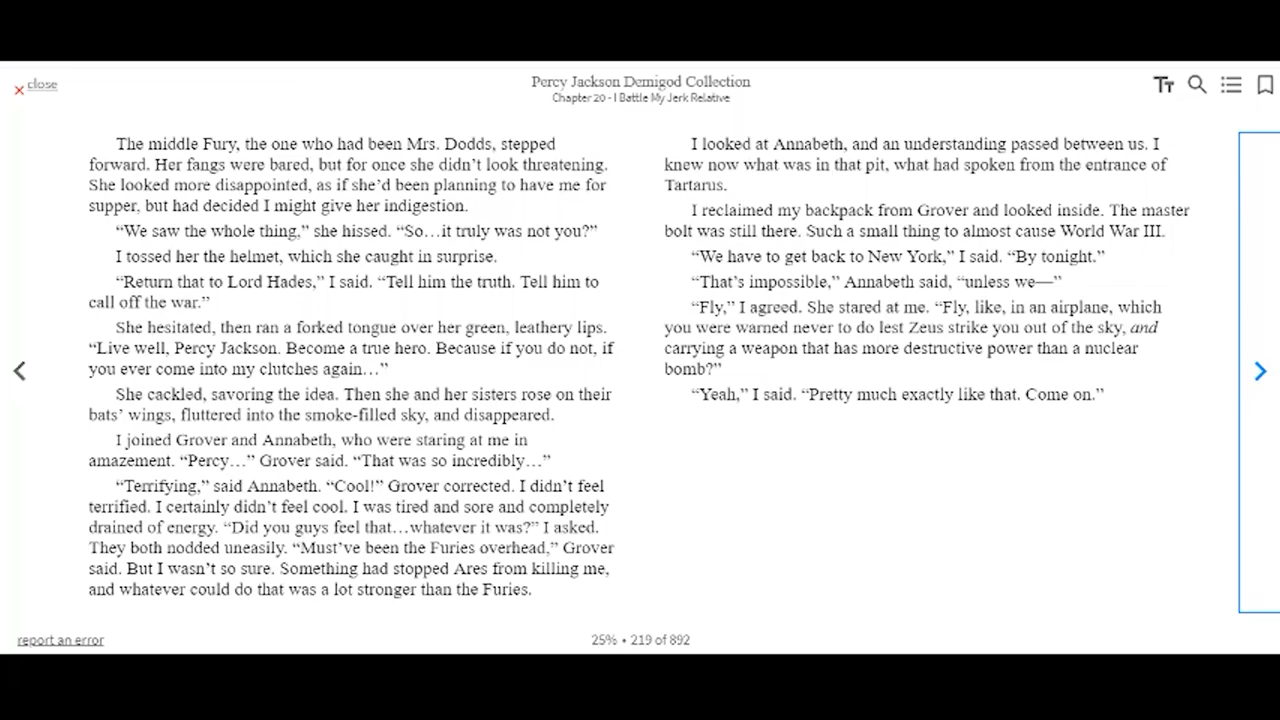 close
Percy Jackson Demigod Collection
Chapter 20 - I Battle My Jerk Relative
The middle Fury, the one who had been Mrs. Dodds, stepped
forward. Her fangs were bared, but for once she didn’t look threatening.
She looked more disappointed, as if she’d been planning to have me for
supper, but had decided I might give her indigestion.
“We saw the whole thing,” she hissed. “So…it truly was not you?”
I tossed her the helmet, which she caught in surprise.
“Return that to Lord Hades,” I said. “Tell him the truth. Tell him to
call off the war.”
She hesitated, then ran a forked tongue over her green, leathery lips.
“Live well, Percy Jackson. Become a true hero. Because if you do not, if
you ever come into my clutches again…”
She cackled, savoring the idea. Then she and her sisters rose on their
bats’ wings, fluttered into the smoke-filled sky, and disappeared.
I joined Grover and Annabeth, who were staring at me in
amazement. “Percy…” Grover said. “That was so incredibly…”
“Terrifying,” said Annabeth. “Cool!” Grover corrected. I didn’t feel
terrified. I certainly didn’t feel cool. I was tired and sore and completely
drained of energy. “Did you guys feel that…whatever it was?” I asked.
They both nodded uneasily. “Must’ve been the Furies overhead,” Grover
said. But I wasn’t so sure. Something had stopped Ares from killing me,
and whatever could do that was a lot stronger than the Furies.
I looked at Annabeth, and an understanding passed between us. I
knew now what was in that pit, what had spoken from the entrance of
Tartarus.
I reclaimed my backpack from Grover and looked inside. The master
bolt was still there. Such a small thing to almost cause World War III.
“We have to get back to New York,” I said. “By tonight.”
“That’s impossible,” Annabeth said, “unless we—”
“Fly,” I agreed. She stared at me. “Fly, like, in an airplane, which
you were warned never to do lest Zeus strike you out of the sky, and
carrying a weapon that has more destructive power than a nuclear
bomb?”
“Yeah,” I said. “Pretty much exactly like that. Come on.”
report an error
25% • 219 of 892